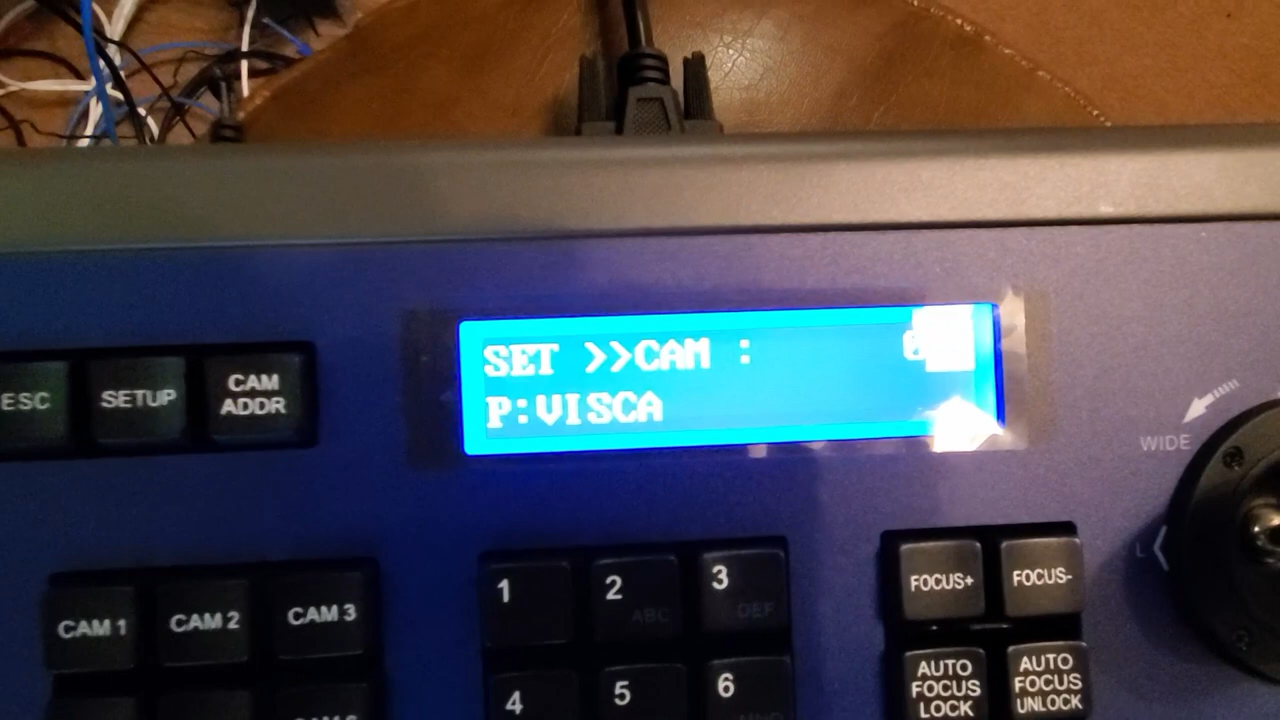 SET >>CAM :
P:VISCA
ESC
SETUP
CAM
ADDR
WIDE
L
CAM 1
CAM 2
CAM 3
1
2
ABC
3
DEF
4
5
6
FOCUS+
FOCUS-
AUTO
FOCUS
LOCK
AUTO
FOCUS
UNLOCK